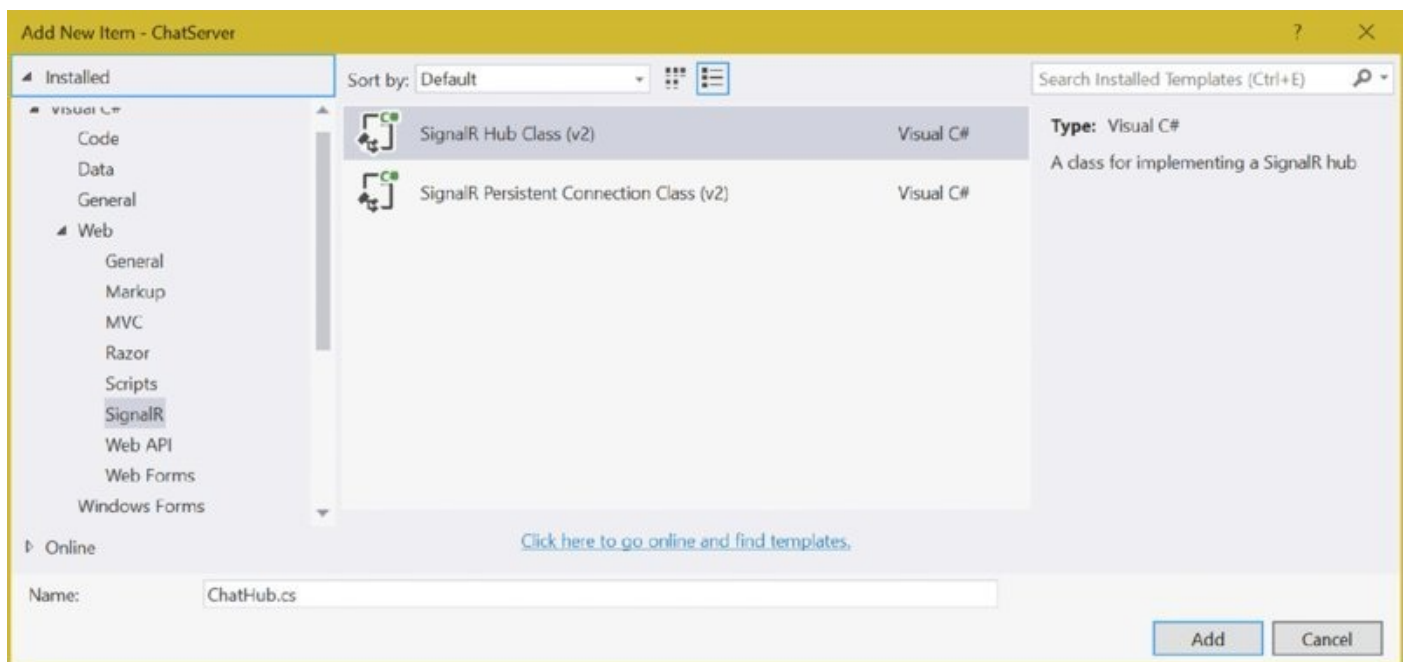 Add New Item - ChatServer
?
Installed
Sort by: Default
Search Installed Templates (Ctrl+E)
Visual C#
Code
Data
General
Web
General
Markup
MVC
Razor
Scripts
SignalR
Web API
Web Forms
Windows Forms
Online
C# SignalR Hub Class (v2) Visual C#
C# SignalR Persistent Connection Class (v2) Visual C#
Type: Visual C#
A class for implementing a SignalR hub
Click here to go online and find templates.
Name: ChatHub.cs
Add Cancel